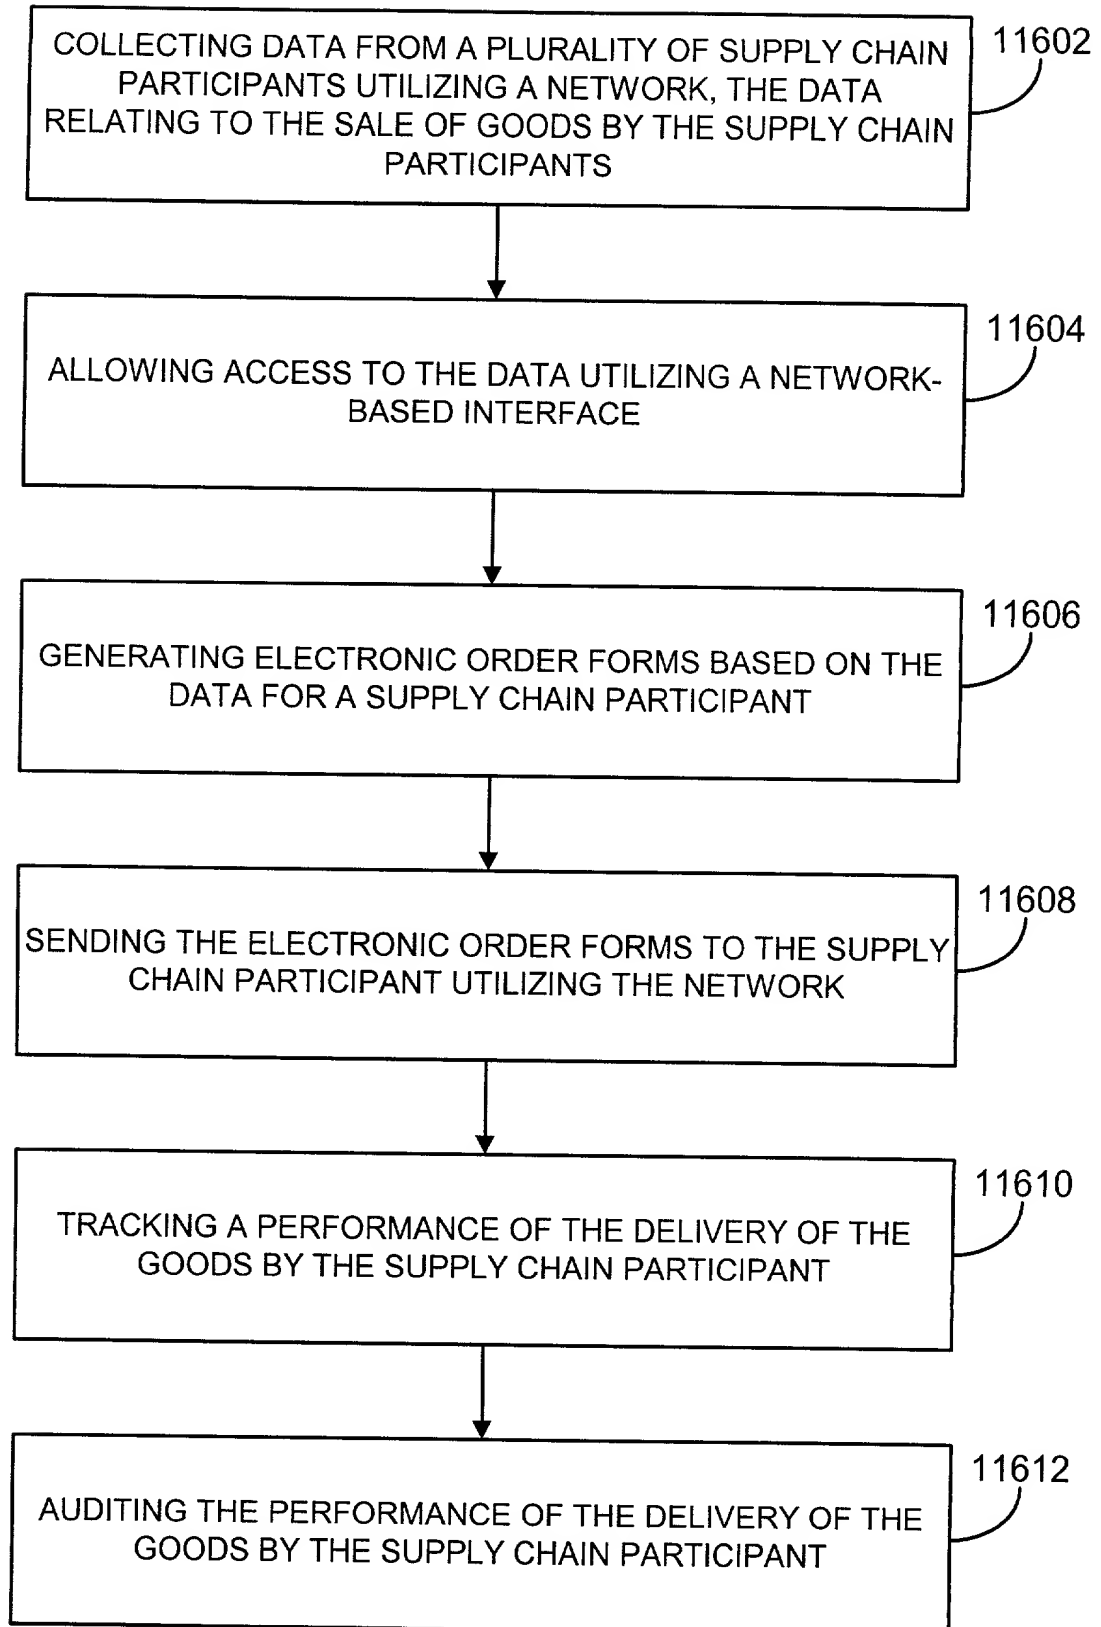 COLLECTING DATA FROM A PLURALITY OF SUPPLY CHAIN
PARTICIPANTS UTILIZING A NETWORK, THE DATA
RELATING TO THE SALE OF GOODS BY THE SUPPLY CHAIN
PARTICIPANTS
11602
ALLOWING ACCESS TO THE DATA UTILIZING A NETWORK-
BASED INTERFACE
11604
GENERATING ELECTRONIC ORDER FORMS BASED ON THE
DATA FOR A SUPPLY CHAIN PARTICIPANT
11606
SENDING THE ELECTRONIC ORDER FORMS TO THE SUPPLY
CHAIN PARTICIPANT UTILIZING THE NETWORK
11608
TRACKING A PERFORMANCE OF THE DELIVERY OF THE
GOODS BY THE SUPPLY CHAIN PARTICIPANT
11610
AUDITING THE PERFORMANCE OF THE DELIVERY OF THE
GOODS BY THE SUPPLY CHAIN PARTICIPANT
11612